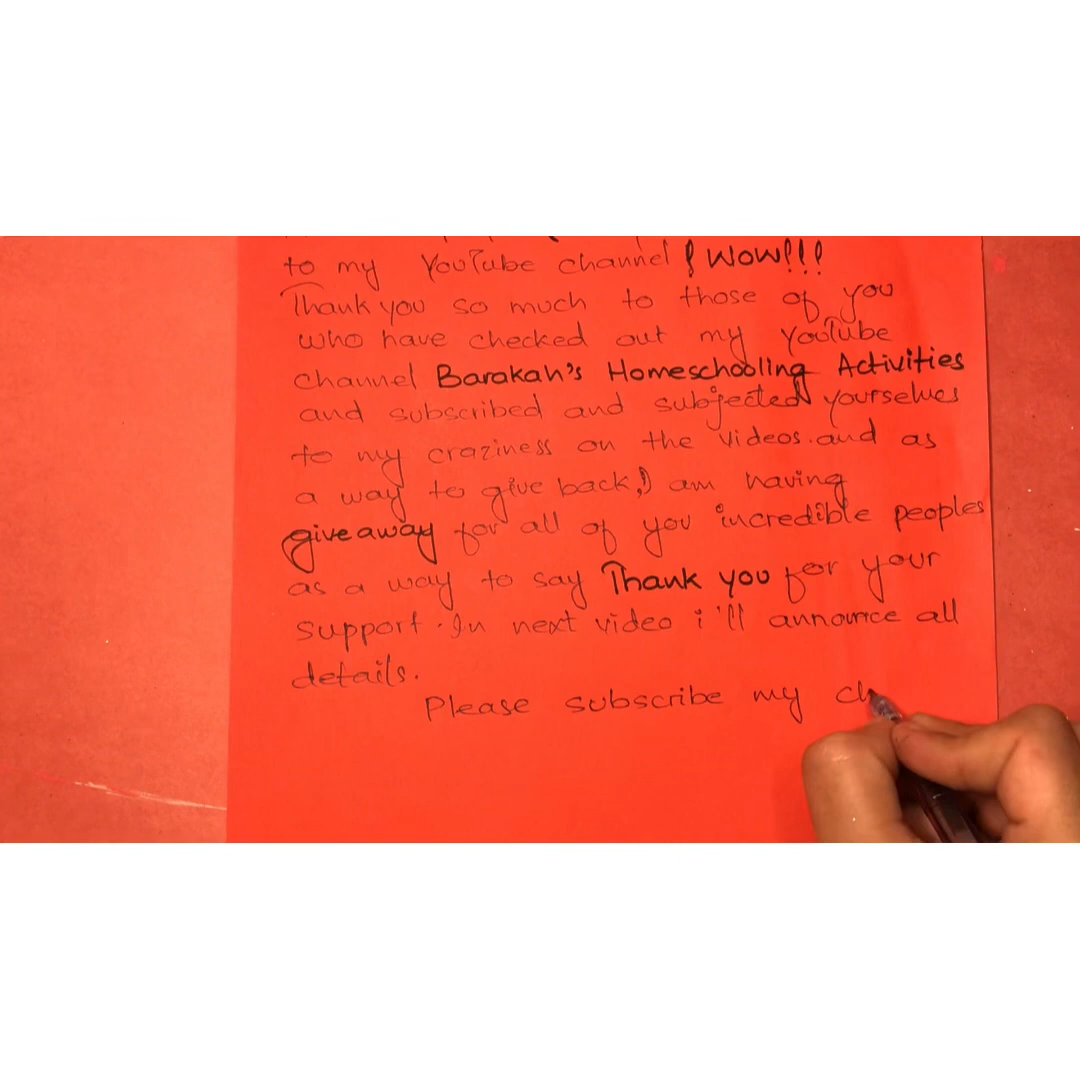 to my YouTube channel! Wow!!!
Thank you so much to those of you
who have checked out my YouTube
channel Barakah's Homeschooling Activities
and subscribed and subjected yourselves
to my craziness on the videos. and as
a way to give back, I am having
give away for all of you incredible peoples
as a way to say Thank you for your
support. In next video i'll announce all
details.
Please subscribe my ch